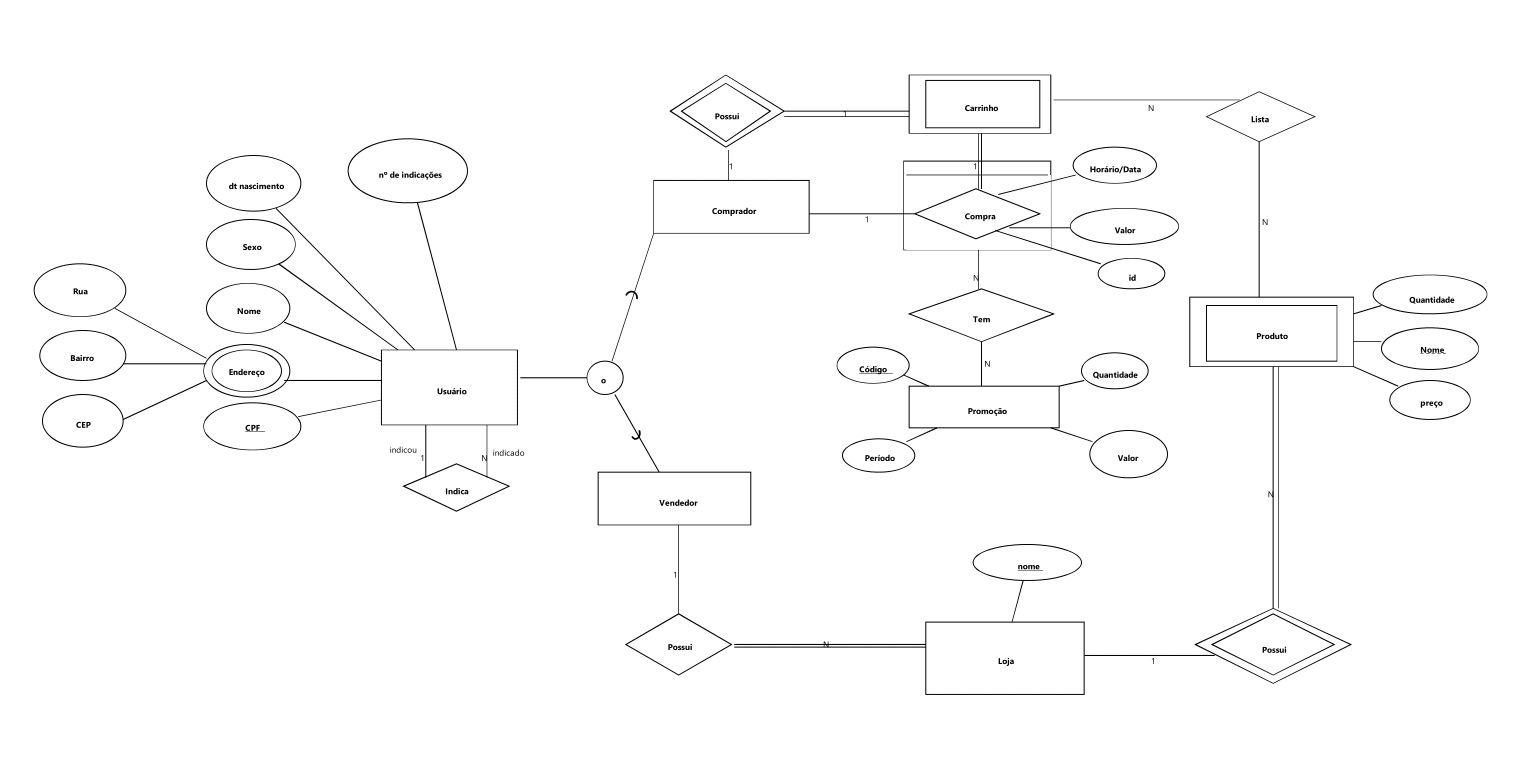 Possui
1
Carrinho
N
Lista
nº de indicações
dt nascimento
1
1
Horário/Data
Comprador
1
Compra
Valor
N
Sexo
id
N
Rua
Nome
Tem
Quantidade
Produto
Nome
preço
Bairro
Endereço
Usuário
o
Código
N
Quantidade
Promoção
CEP
CPF
indicou
1
N
indicado
Período
Valor
Indica
Vendedor
N
1
nome
Possui
N
Loja
1
Possui